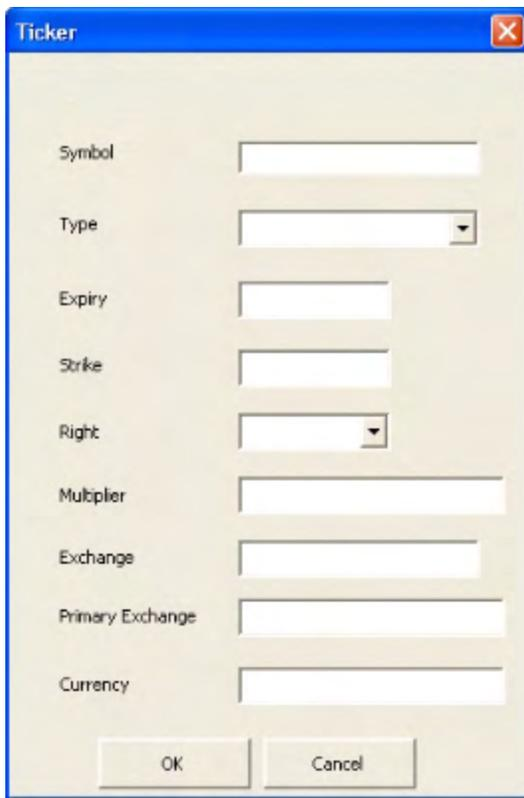 Ticker
Symbol
Type
Expiry
Strike
Right
Multiplier
Exchange
Primary Exchange
Currency
OK Cancel